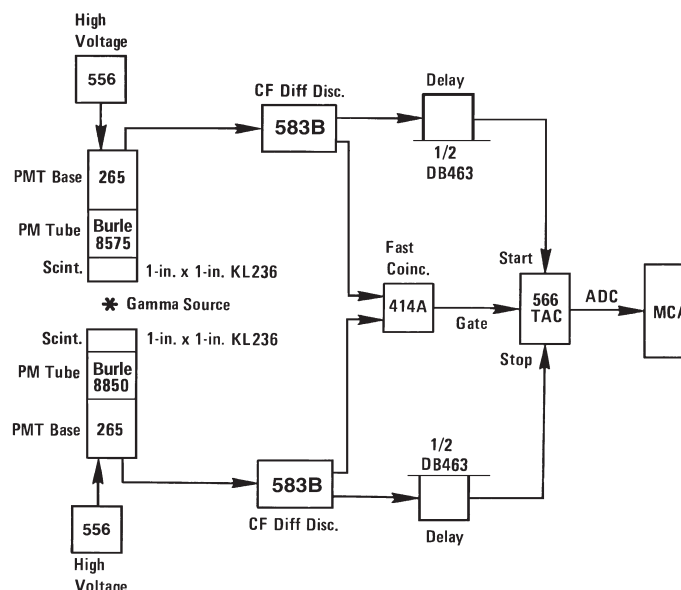 High
Voltage
556
CF Diff Disc.
583B
Delay
1/2
DB463
PMT Base
265
PM Tube
Burle
8575
Scint.
1-in. x 1-in. KL236
Gamma Source
Fast
Coinc.
414A
Gate
Start
566
TAC
Stop
ADC
MCA
Scint.
1-in. x 1-in. KL236
PM Tube
Burle
8850
PMT Base
265
1/2
DB463
583B
CF Diff Disc.
Delay
556
High
Voltage